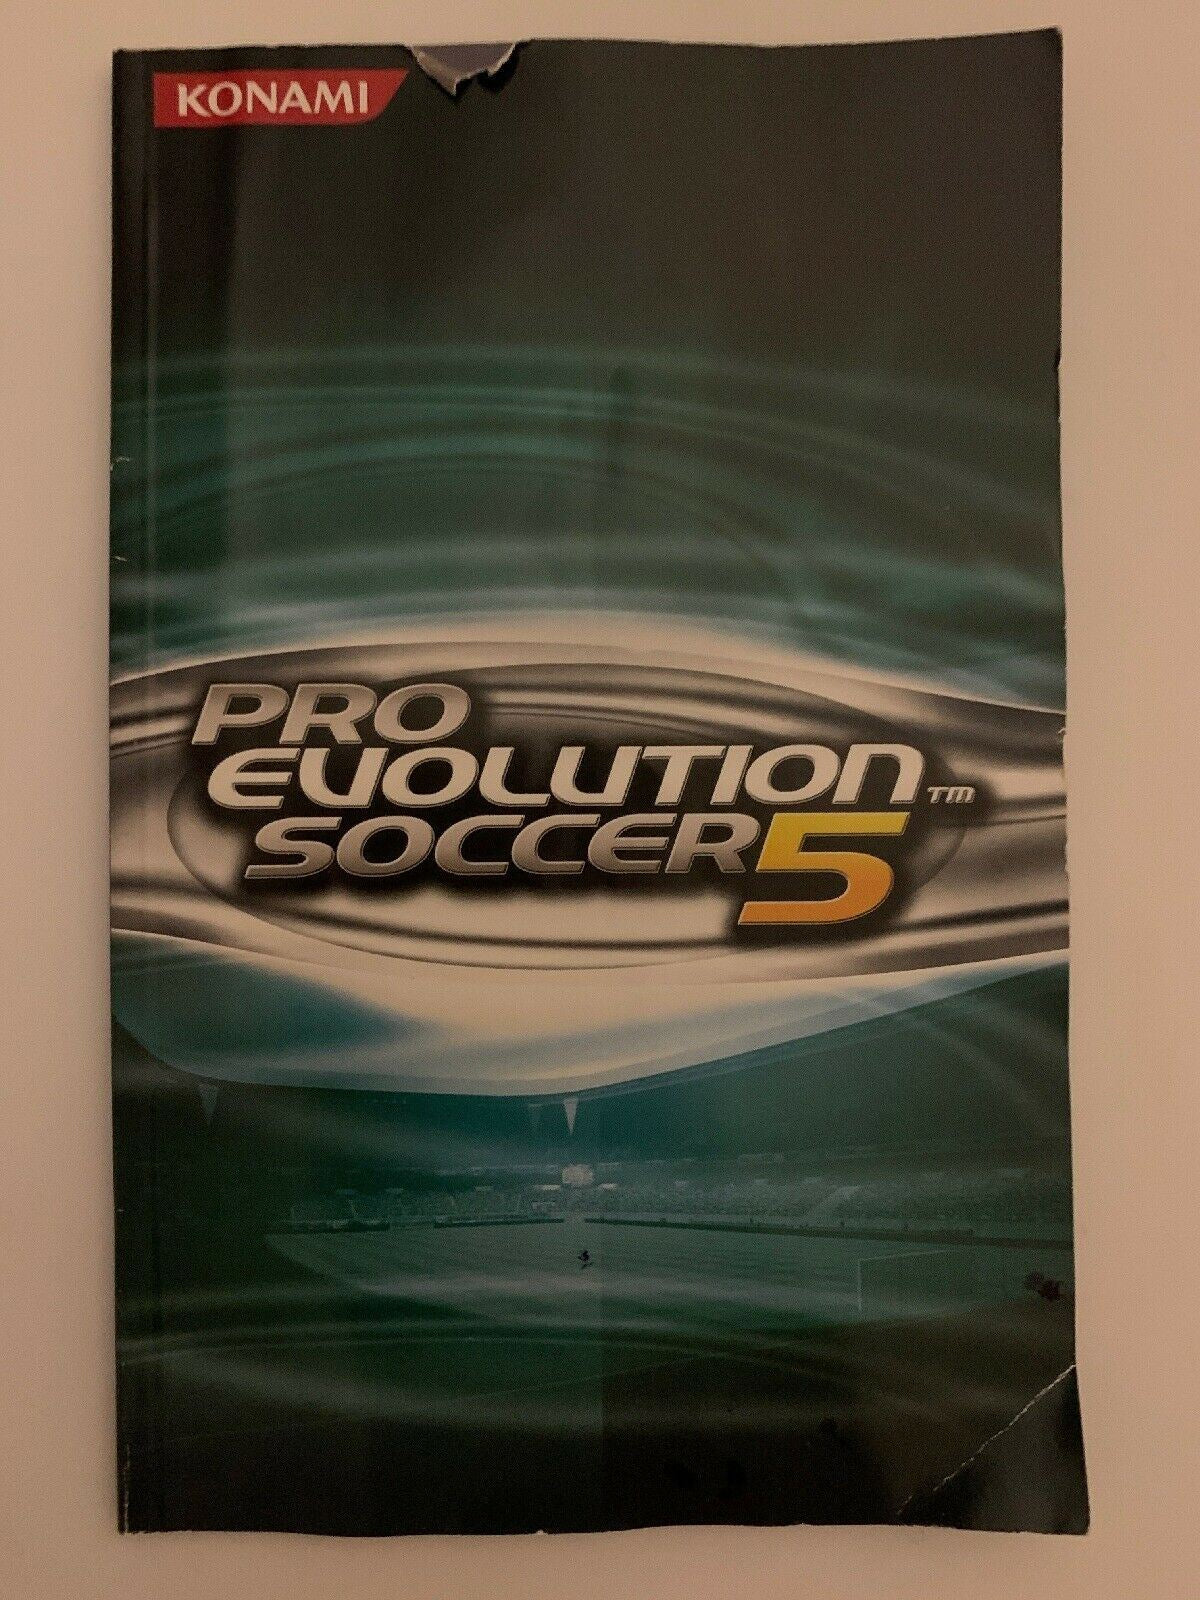 KONAMI
PRO
EVOLUTION™
SOCCER5